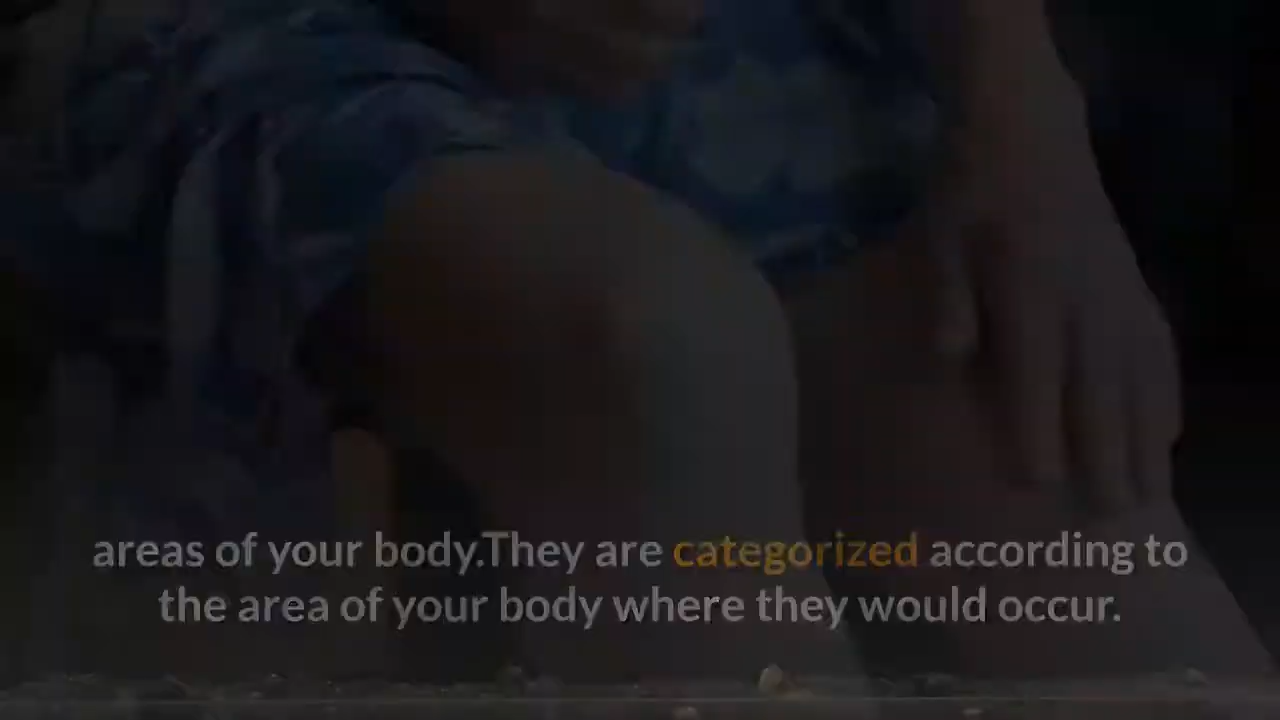 areas of your body.They are categorized according to
the area of your body where they would occur.